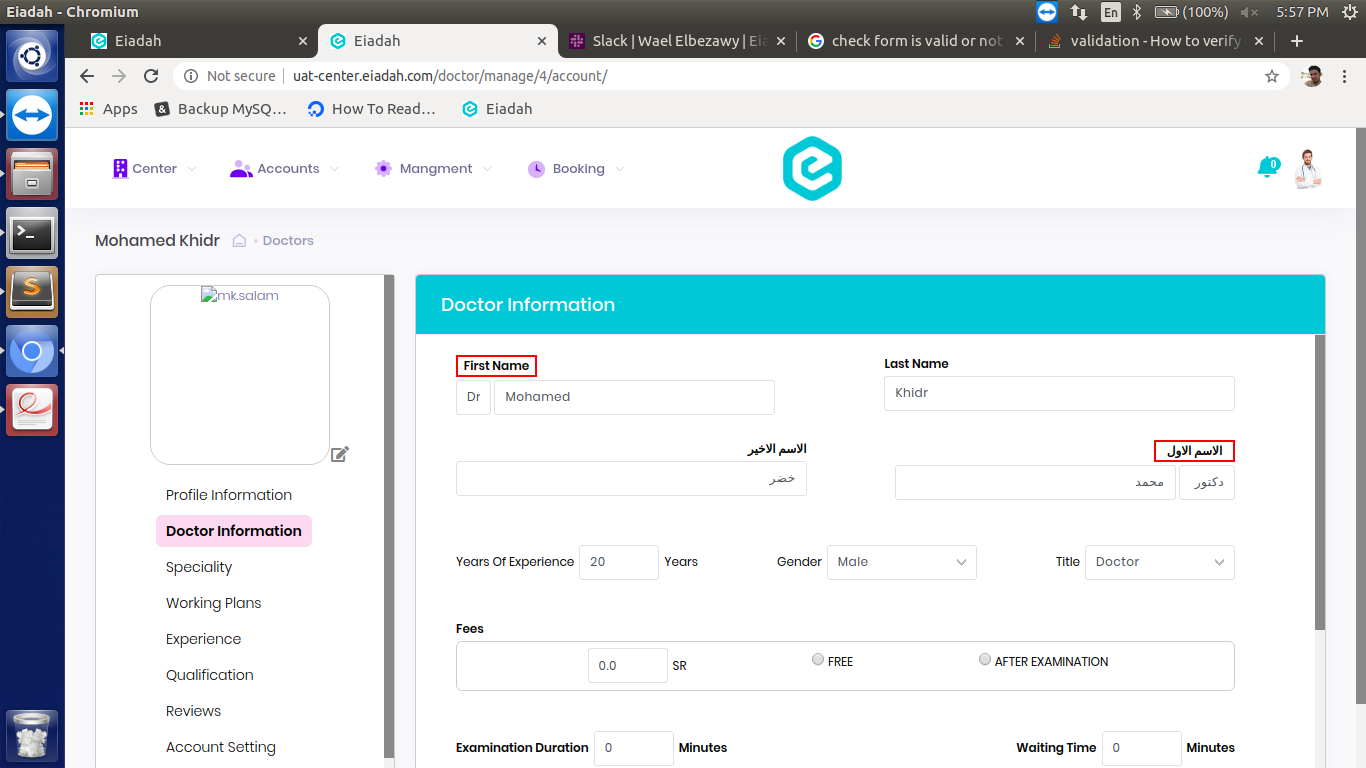 Eiadah - Chromium
En
(100%)
5:57 PM
Eiadah
Eiadah
Slack | Wael Elbezawy | Eia
check form is valid or not
validation - How to verify
Not secure
uat-center.eiadah.com/doctor/manage/4/account/
Apps
Backup MySQ...
How To Read...
Eiadah
Center
Accounts
Mangment
Booking
0
Mohamed Khidr
Doctors
mk.salam
Profile Information
Doctor Information
Speciality
Working Plans
Experience
Qualification
Reviews
Account Setting
Doctor Information
First Name
Last Name
Dr
Mohamed
Khidr
الاسم الاول
الاسم الاخير
دكتور
محمد
خضر
Years Of Experience 20 Years
Gender Male
Title Doctor
Fees
0.0 SR
FREE
AFTER EXAMINATION
Examination Duration 0 Minutes
Waiting Time 0 Minutes